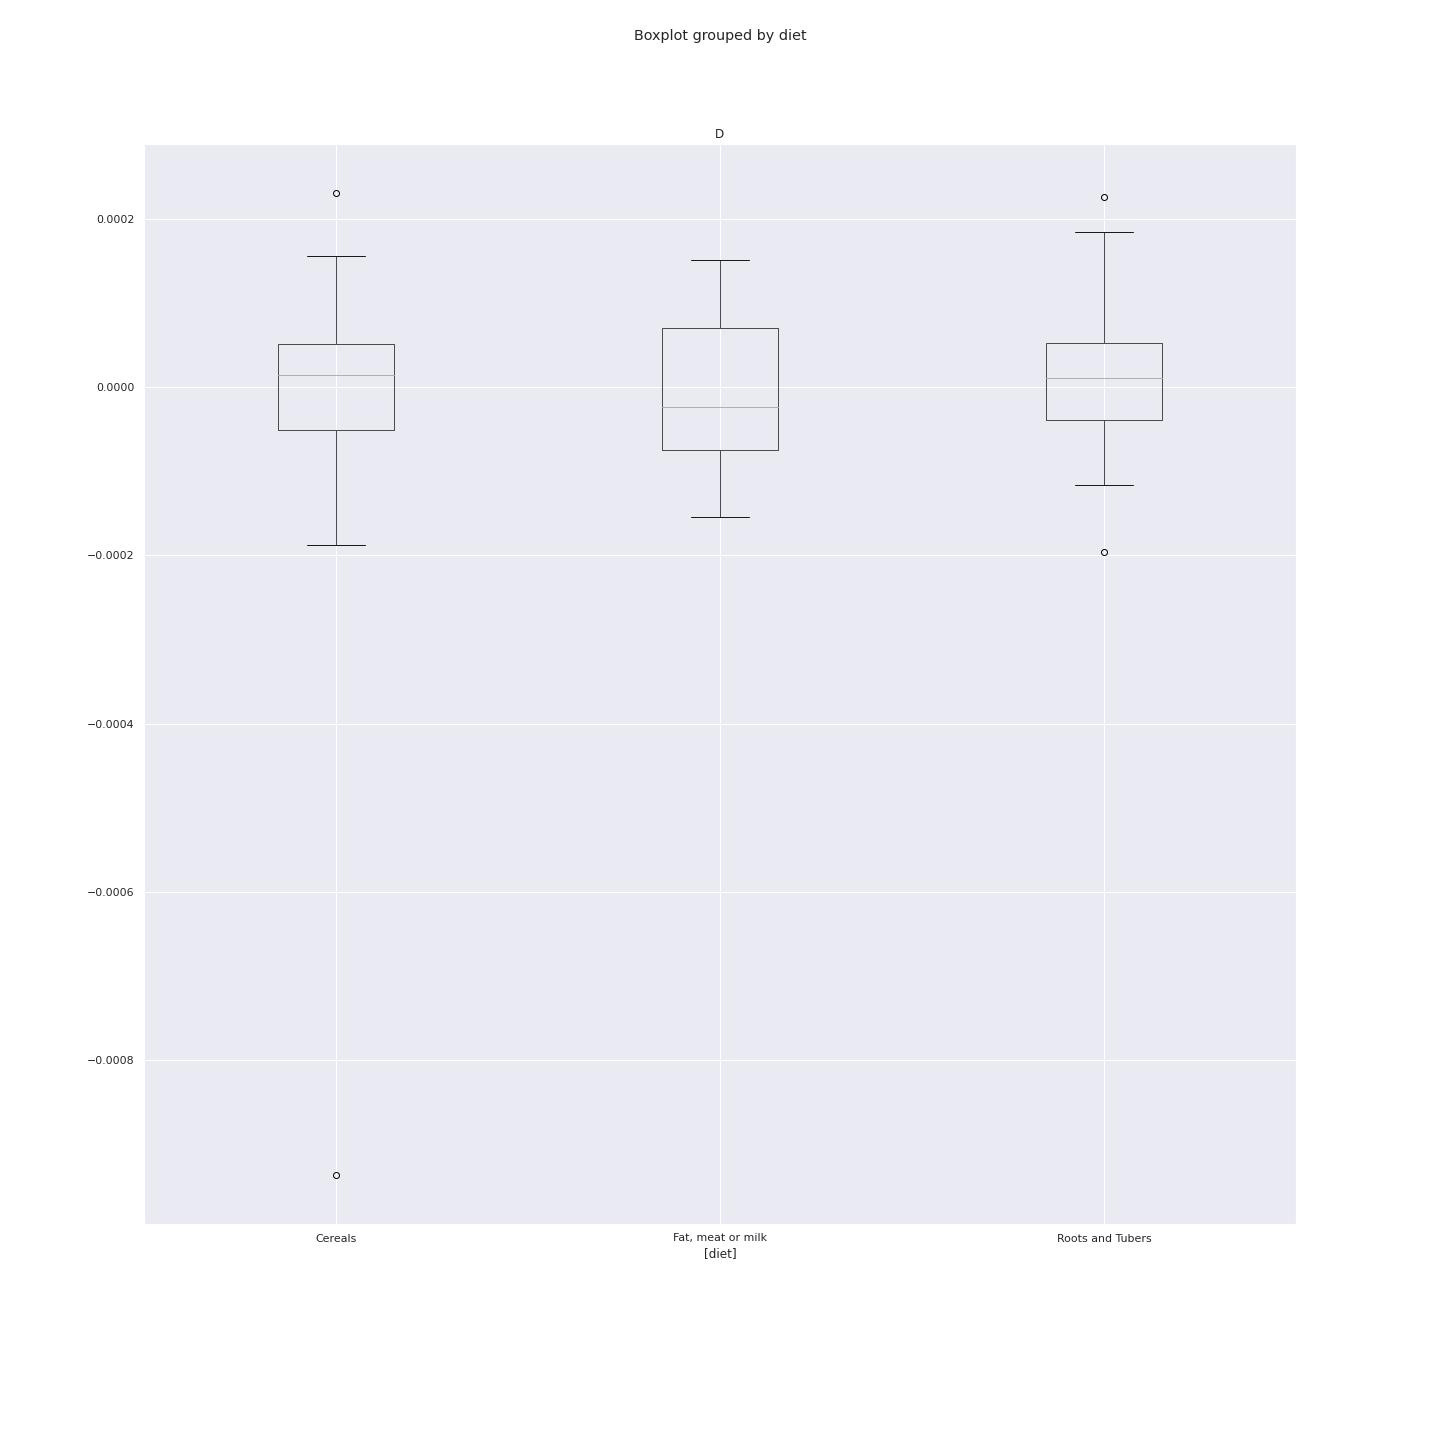 Boxplot grouped by diet
D
0.0002
0.0000
−0.0002
−0.0004
−0.0006
−0.0008
Cereals
Fat, meat or milk
Roots and Tubers
[diet]